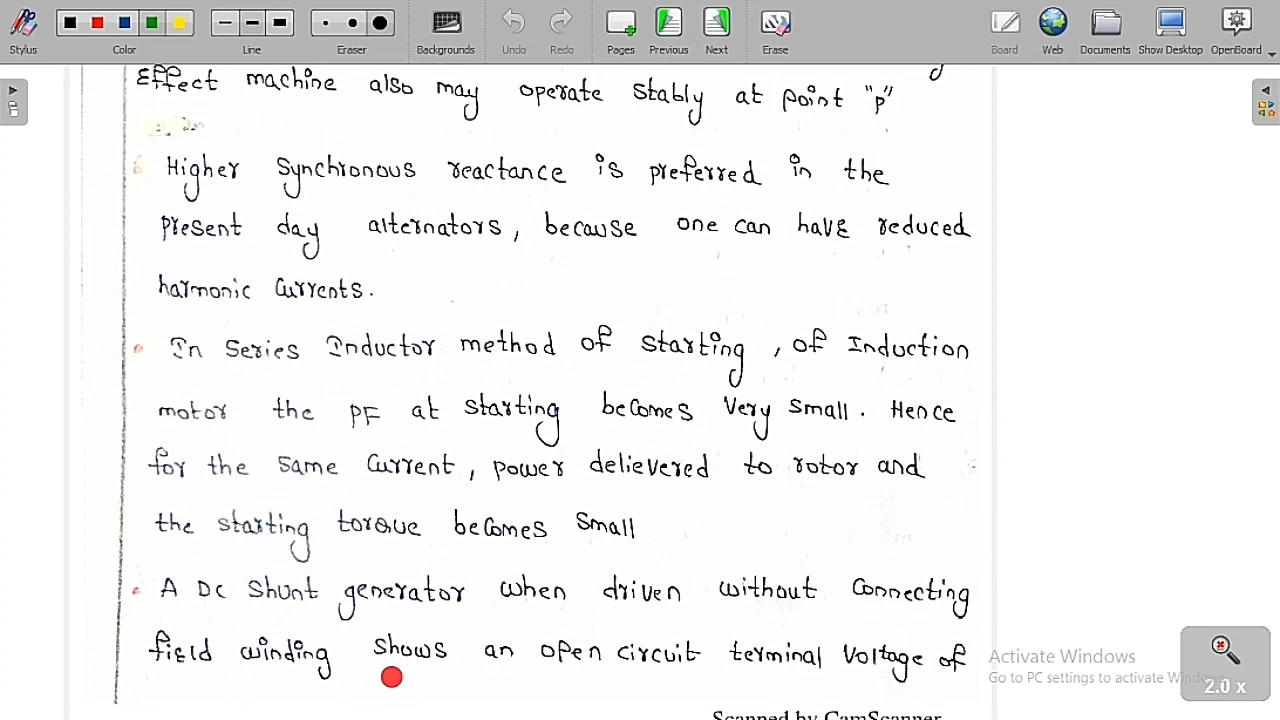 Stylus Color Line Eraser Backgrounds Undo Redo Pages Previous Next Erase Board Web Documents Show Desktop OpenBoard
Effect machine also may operate stably at point "p"
Higher Synchronous reactance is preferred in the
present day alternators, because one can have reduced
harmonic currents.
In Series Inductor method of starting, of Induction
motor the PF at starting becomes very small. Hence
for the same current, power delievered to rotor and
the starting torque becomes small
A DC shunt generator when driven without connecting
field winding shows an open circuit terminal voltage of
Activate Windows
Go to PC settings to activate Windows.
2.0 x
Scanned by CamScanner